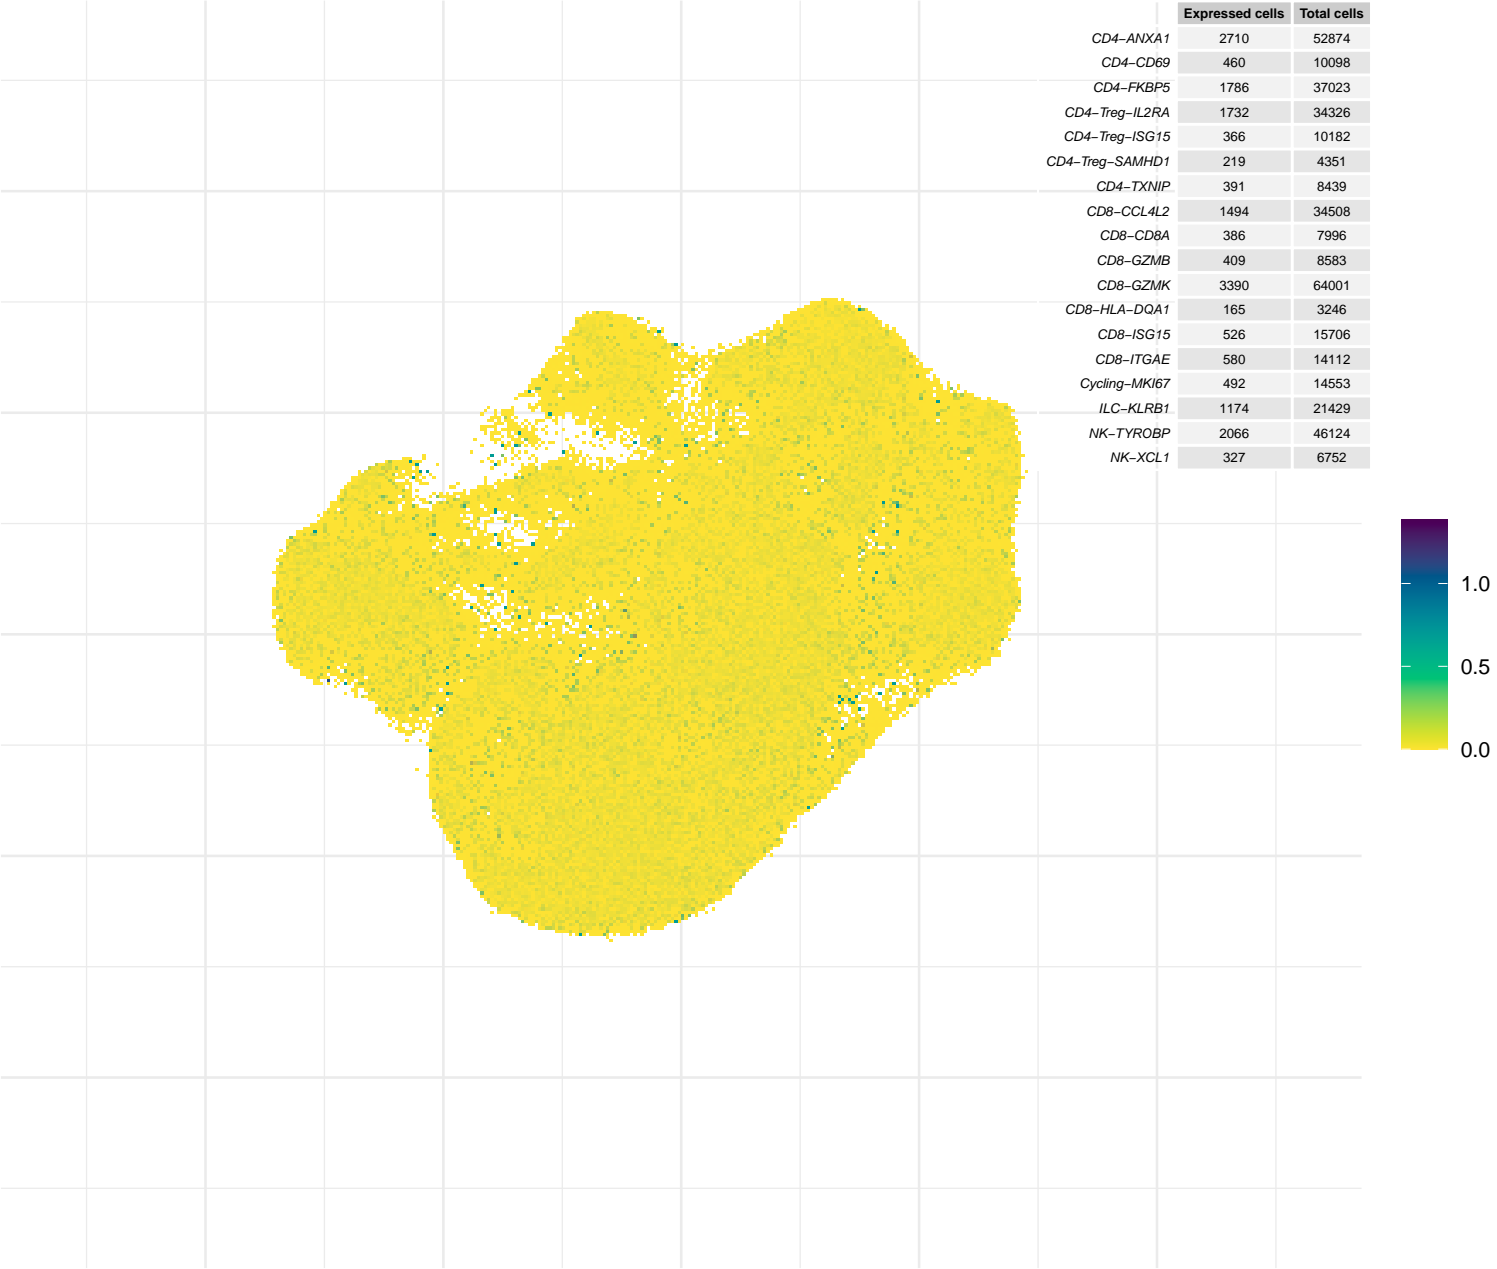 Expressed cells Total cells
CD4−ANXA1 2710 52874
CD4−CD69 460 10098
CD4−FKBP5 1786 37023
CD4−Treg−IL2RA 1732 34326
CD4−Treg−ISG15 366 10182
CD4−Treg−SAMHD1 219 4351
CD4−TXNIP 391 8439
CD8−CCL4L2 1494 34508
CD8−CD8A 386 7996
CD8−GZMB 409 8583
CD8−GZMK 3390 64001
CD8−HLA−DQA1 165 3246
CD8−ISG15 526 15706
CD8−ITGAE 580 14112
Cycling−MKI67 492 14553
ILC−KLRB1 1174 21429
NK−TYROBP 2066 46124
NK−XCL1 327 6752
1.0
0.5
0.0